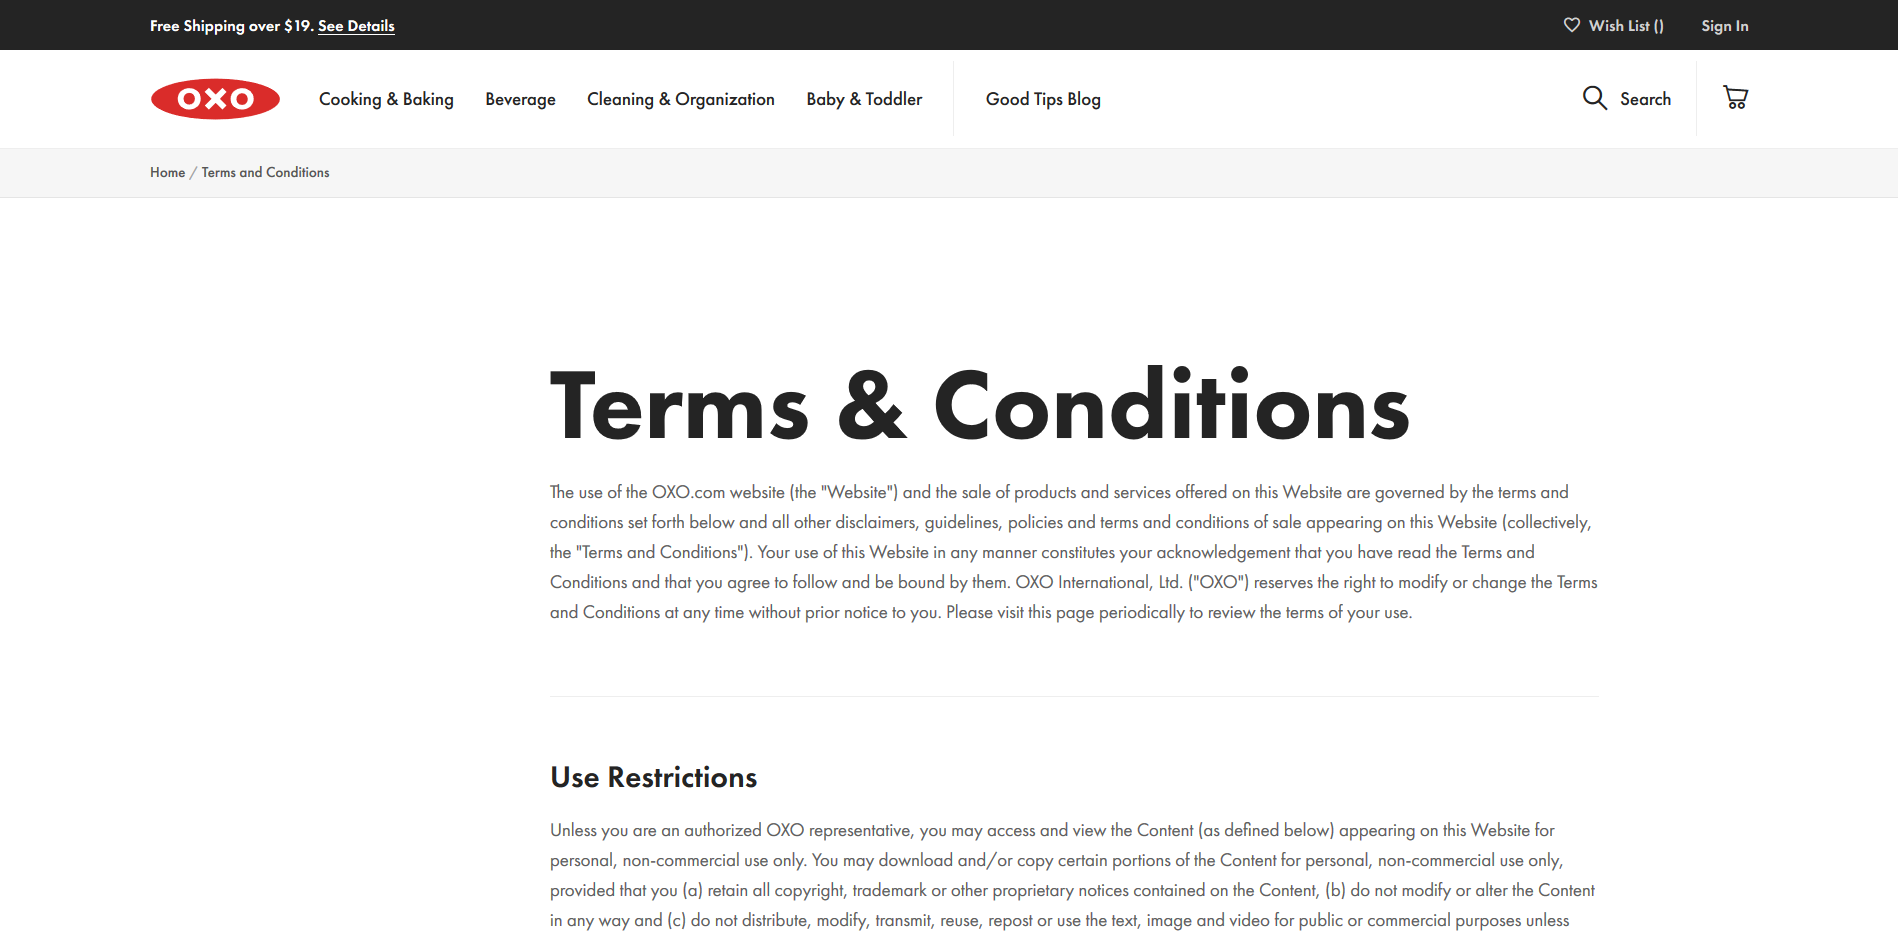 Free Shipping over $19. See Details
Wish List ()
Sign In
OXO
Cooking & Baking
Beverage
Cleaning & Organization
Baby & Toddler
Good Tips Blog
Search
Home / Terms and Conditions
Terms & Conditions
The use of the OXO.com website (the "Website") and the sale of products and services offered on this Website are governed by the terms and
conditions set forth below and all other disclaimers, guidelines, policies and terms and conditions of sale appearing on this Website (collectively,
the "Terms and Conditions"). Your use of this Website in any manner constitutes your acknowledgement that you have read the Terms and
Conditions and that you agree to follow and be bound by them. OXO International, Ltd. ("OXO") reserves the right to modify or change the Terms
and Conditions at any time without prior notice to you. Please visit this page periodically to review the terms of your use.
Use Restrictions
Unless you are an authorized OXO representative, you may access and view the Content (as defined below) appearing on this Website for
personal, non-commercial use only. You may download and/or copy certain portions of the Content for personal, non-commercial use only,
provided that you (a) retain all copyright, trademark or other proprietary notices contained on the Content, (b) do not modify or alter the Content
in any way and (c) do not distribute, modify, transmit, reuse, repost or use the text, image and video for public or commercial purposes unless